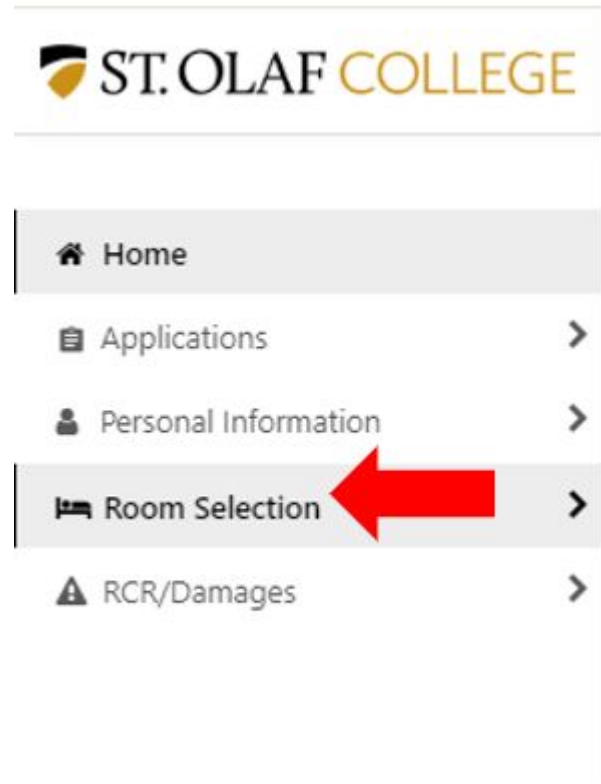 ST. OLAF COLLEGE
Home
Applications
Personal Information
Room Selection
RCR/Damages